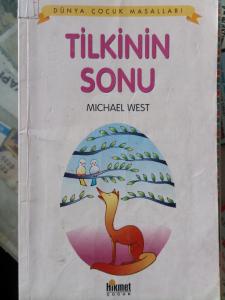 DÜNYA ÇOCUK MASALLARI
TİLKİNİN
SONU
MICHAEL WEST
Hikmet
ÇOCUK